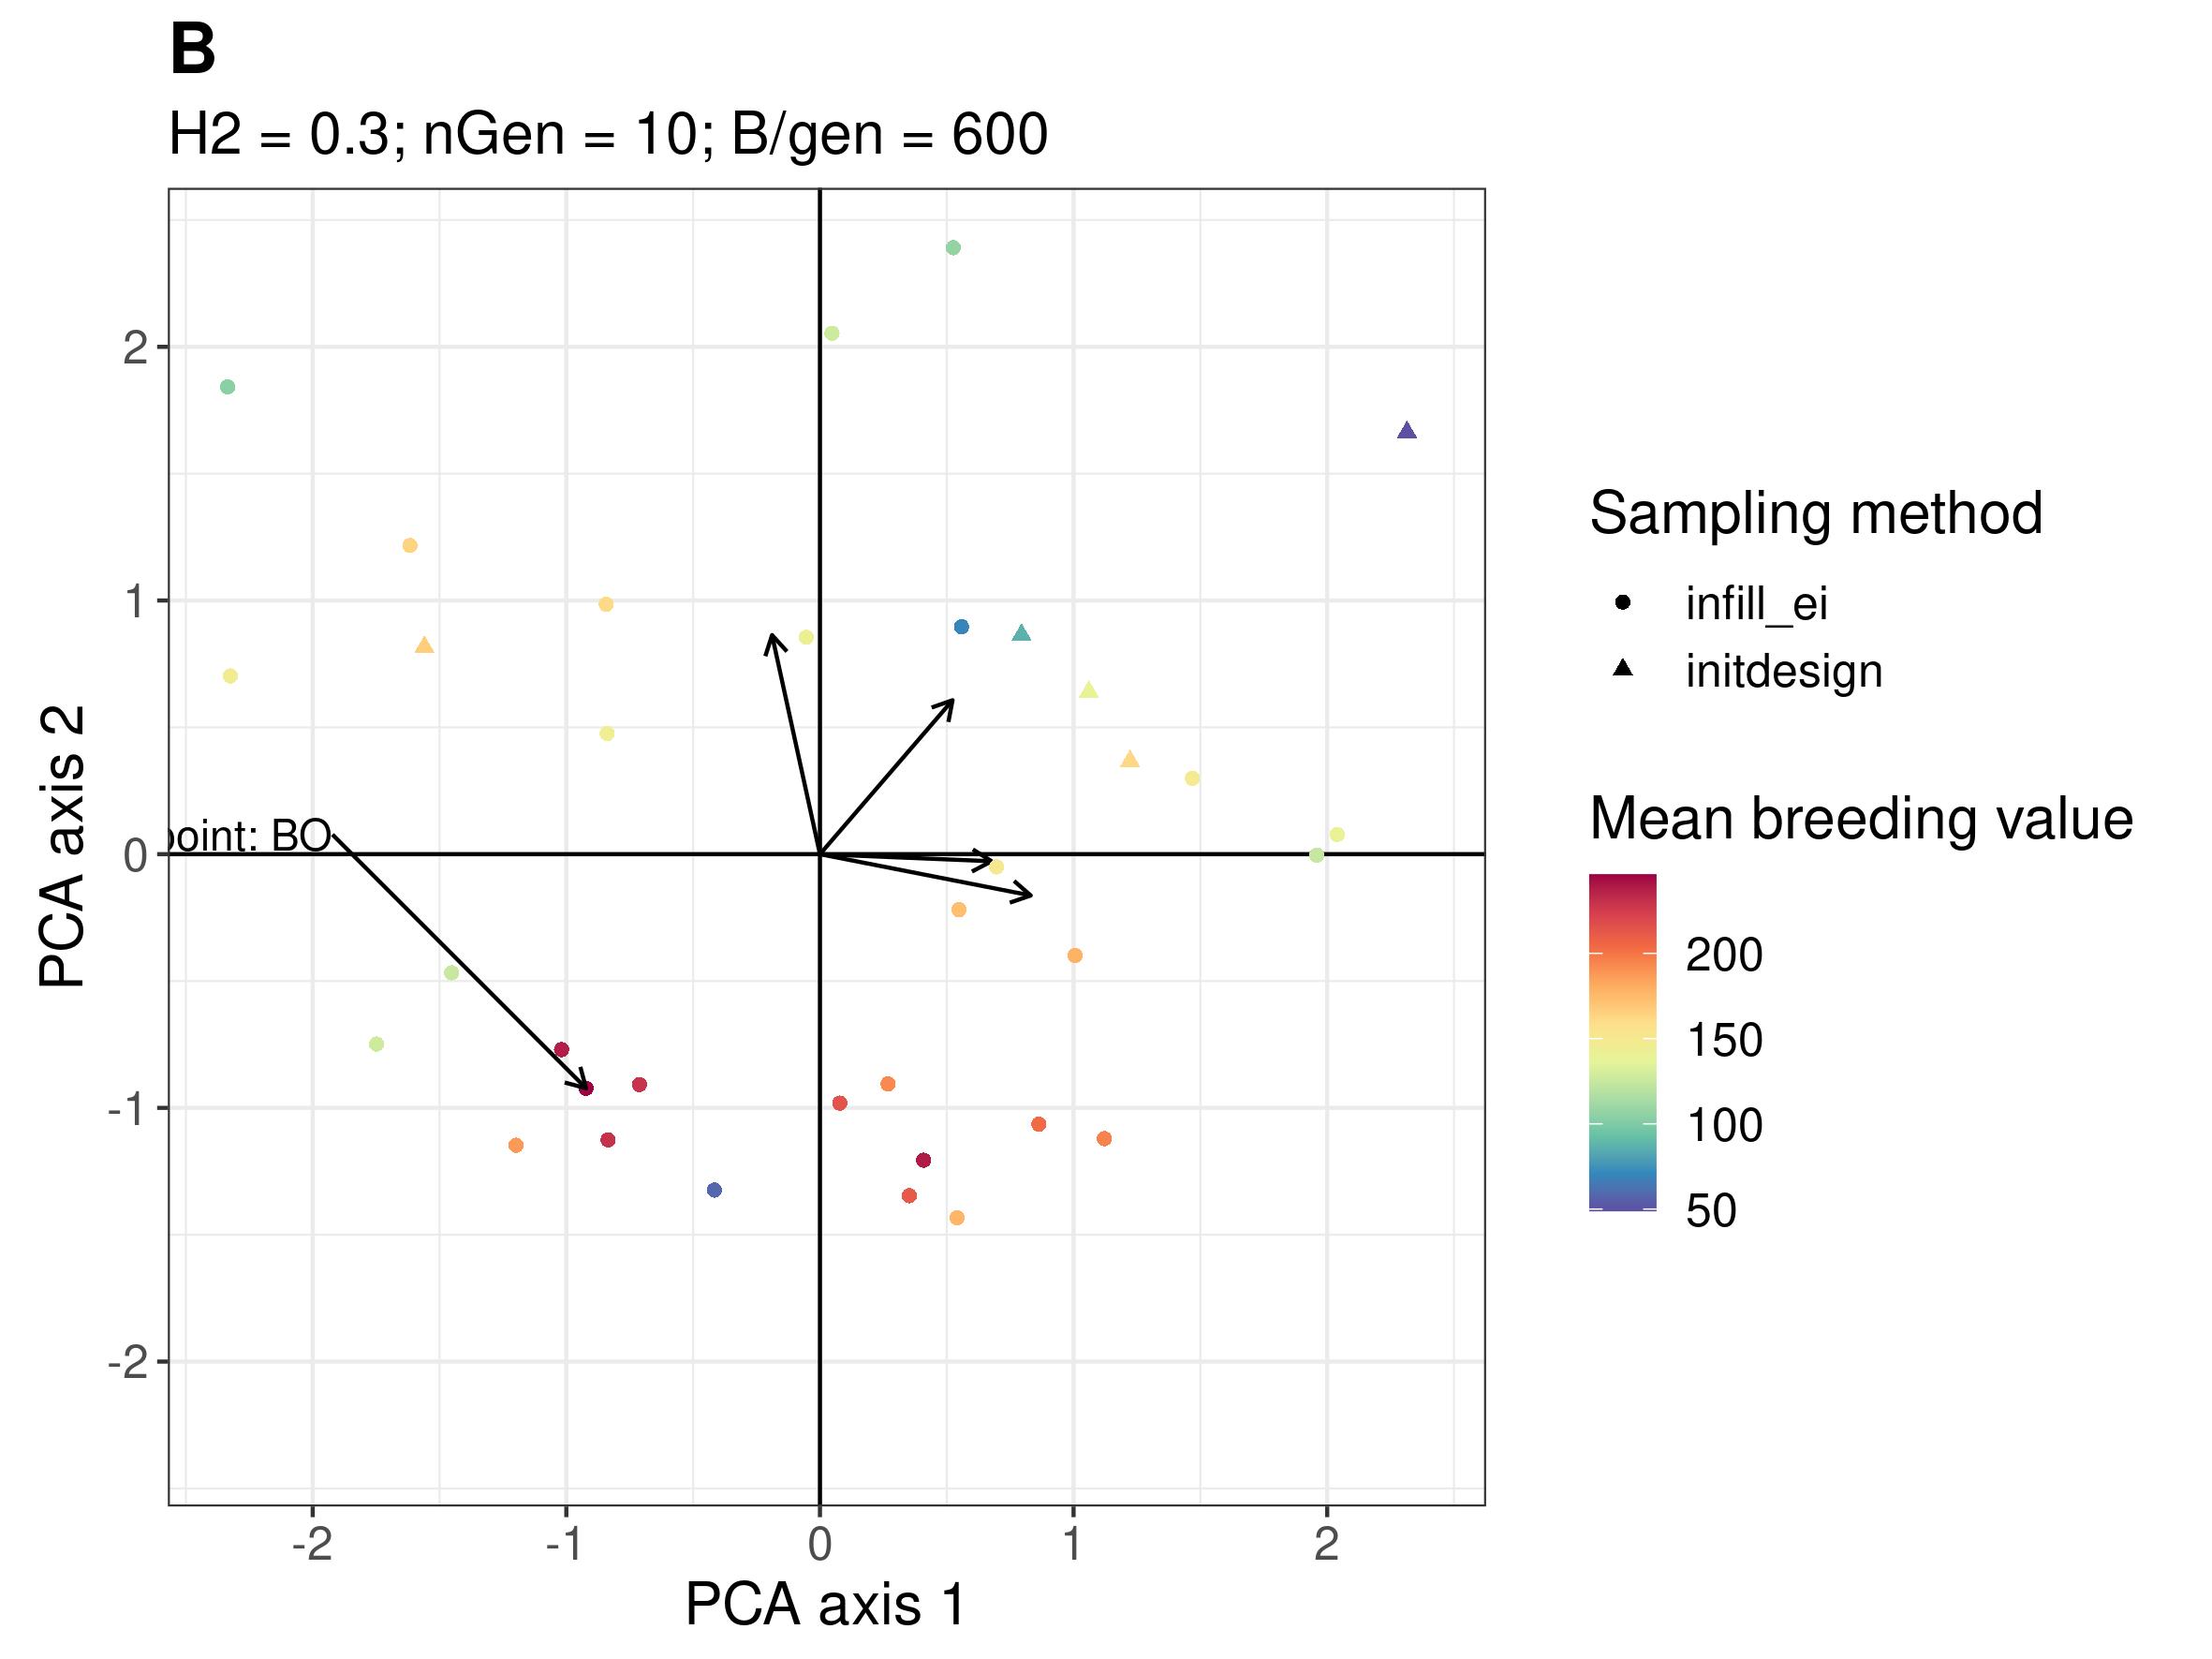 B
H2 = 0.3; nGen = 10; B/gen = 600
2
1
0
-1
-2
PCA axis 2
point: BO
-2
-1
0
1
2
PCA axis 1
Sampling method
infill_ei
initdesign
Mean breeding value
200
150
100
50